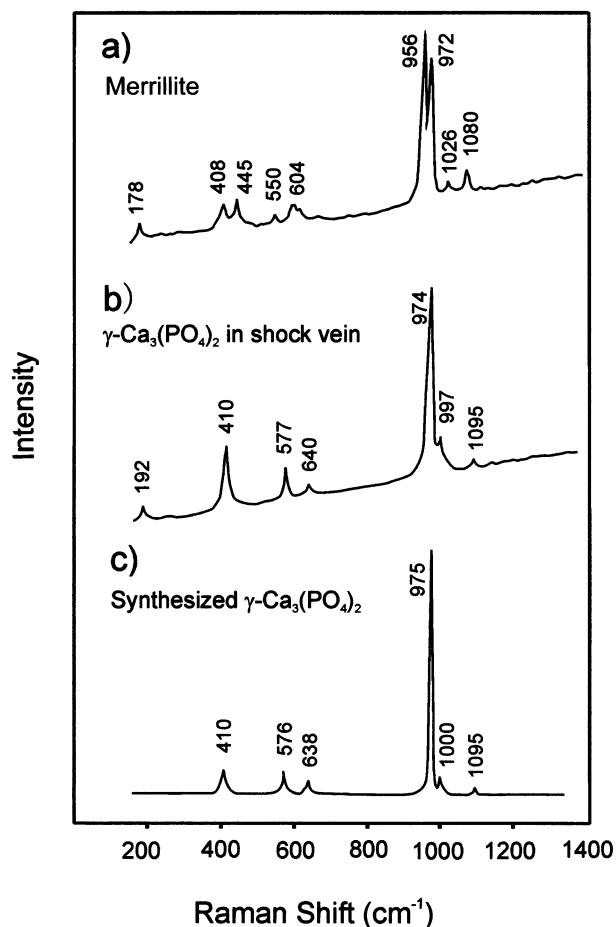 a)
Merrillite
178
408
445
550
604
956
972
1026
1080
b)
γ-Ca₃(PO₄)₂ in shock vein
192
410
577
640
974
997
1095
c)
Synthesized γ-Ca₃(PO₄)₂
410
576
638
975
1000
1095
Intensity
200 400 600 800 1000 1200 1400
Raman Shift (cm⁻¹)